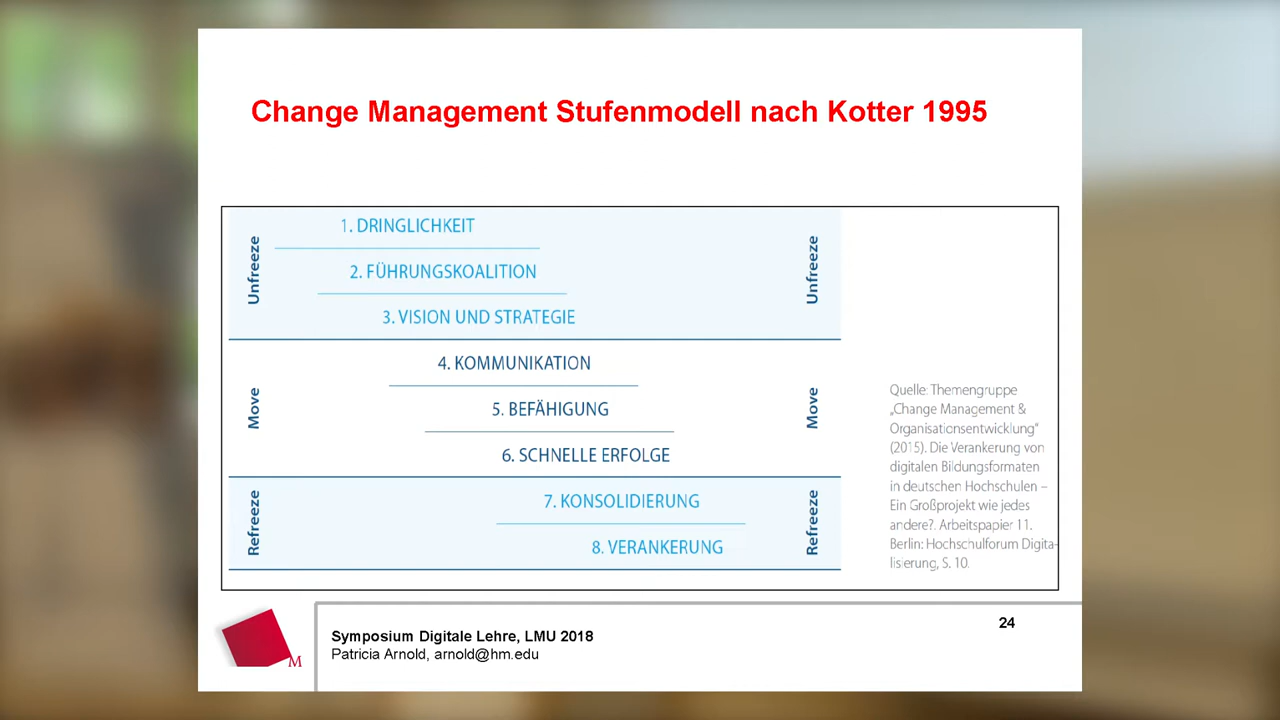 Change Management Stufenmodell nach Kotter 1995
Unfreeze
1. DRINGLICHKEIT
2. FÜHRUNGSKOALITION
3. VISION UND STRATEGIE
Unfreeze
Move
4. KOMMUNIKATION
5. BEFÄHIGUNG
6. SCHNELLE ERFOLGE
Move
Refreeze
7. KONSOLIDIERUNG
8. VERANKERUNG
Refreeze
Quelle: Themengruppe
„Change Management &
Organisationsentwicklung“
(2015). Die Verankerung von
digitalen Bildungsformaten
in deutschen Hochschulen –
Ein Großprojekt wie jedes
andere?. Arbeitspapier 11.
Berlin: Hochschulforum Digita-
lisierung, S. 10.
M
Symposium Digitale Lehre, LMU 2018
Patricia Arnold, arnold@hm.edu
24